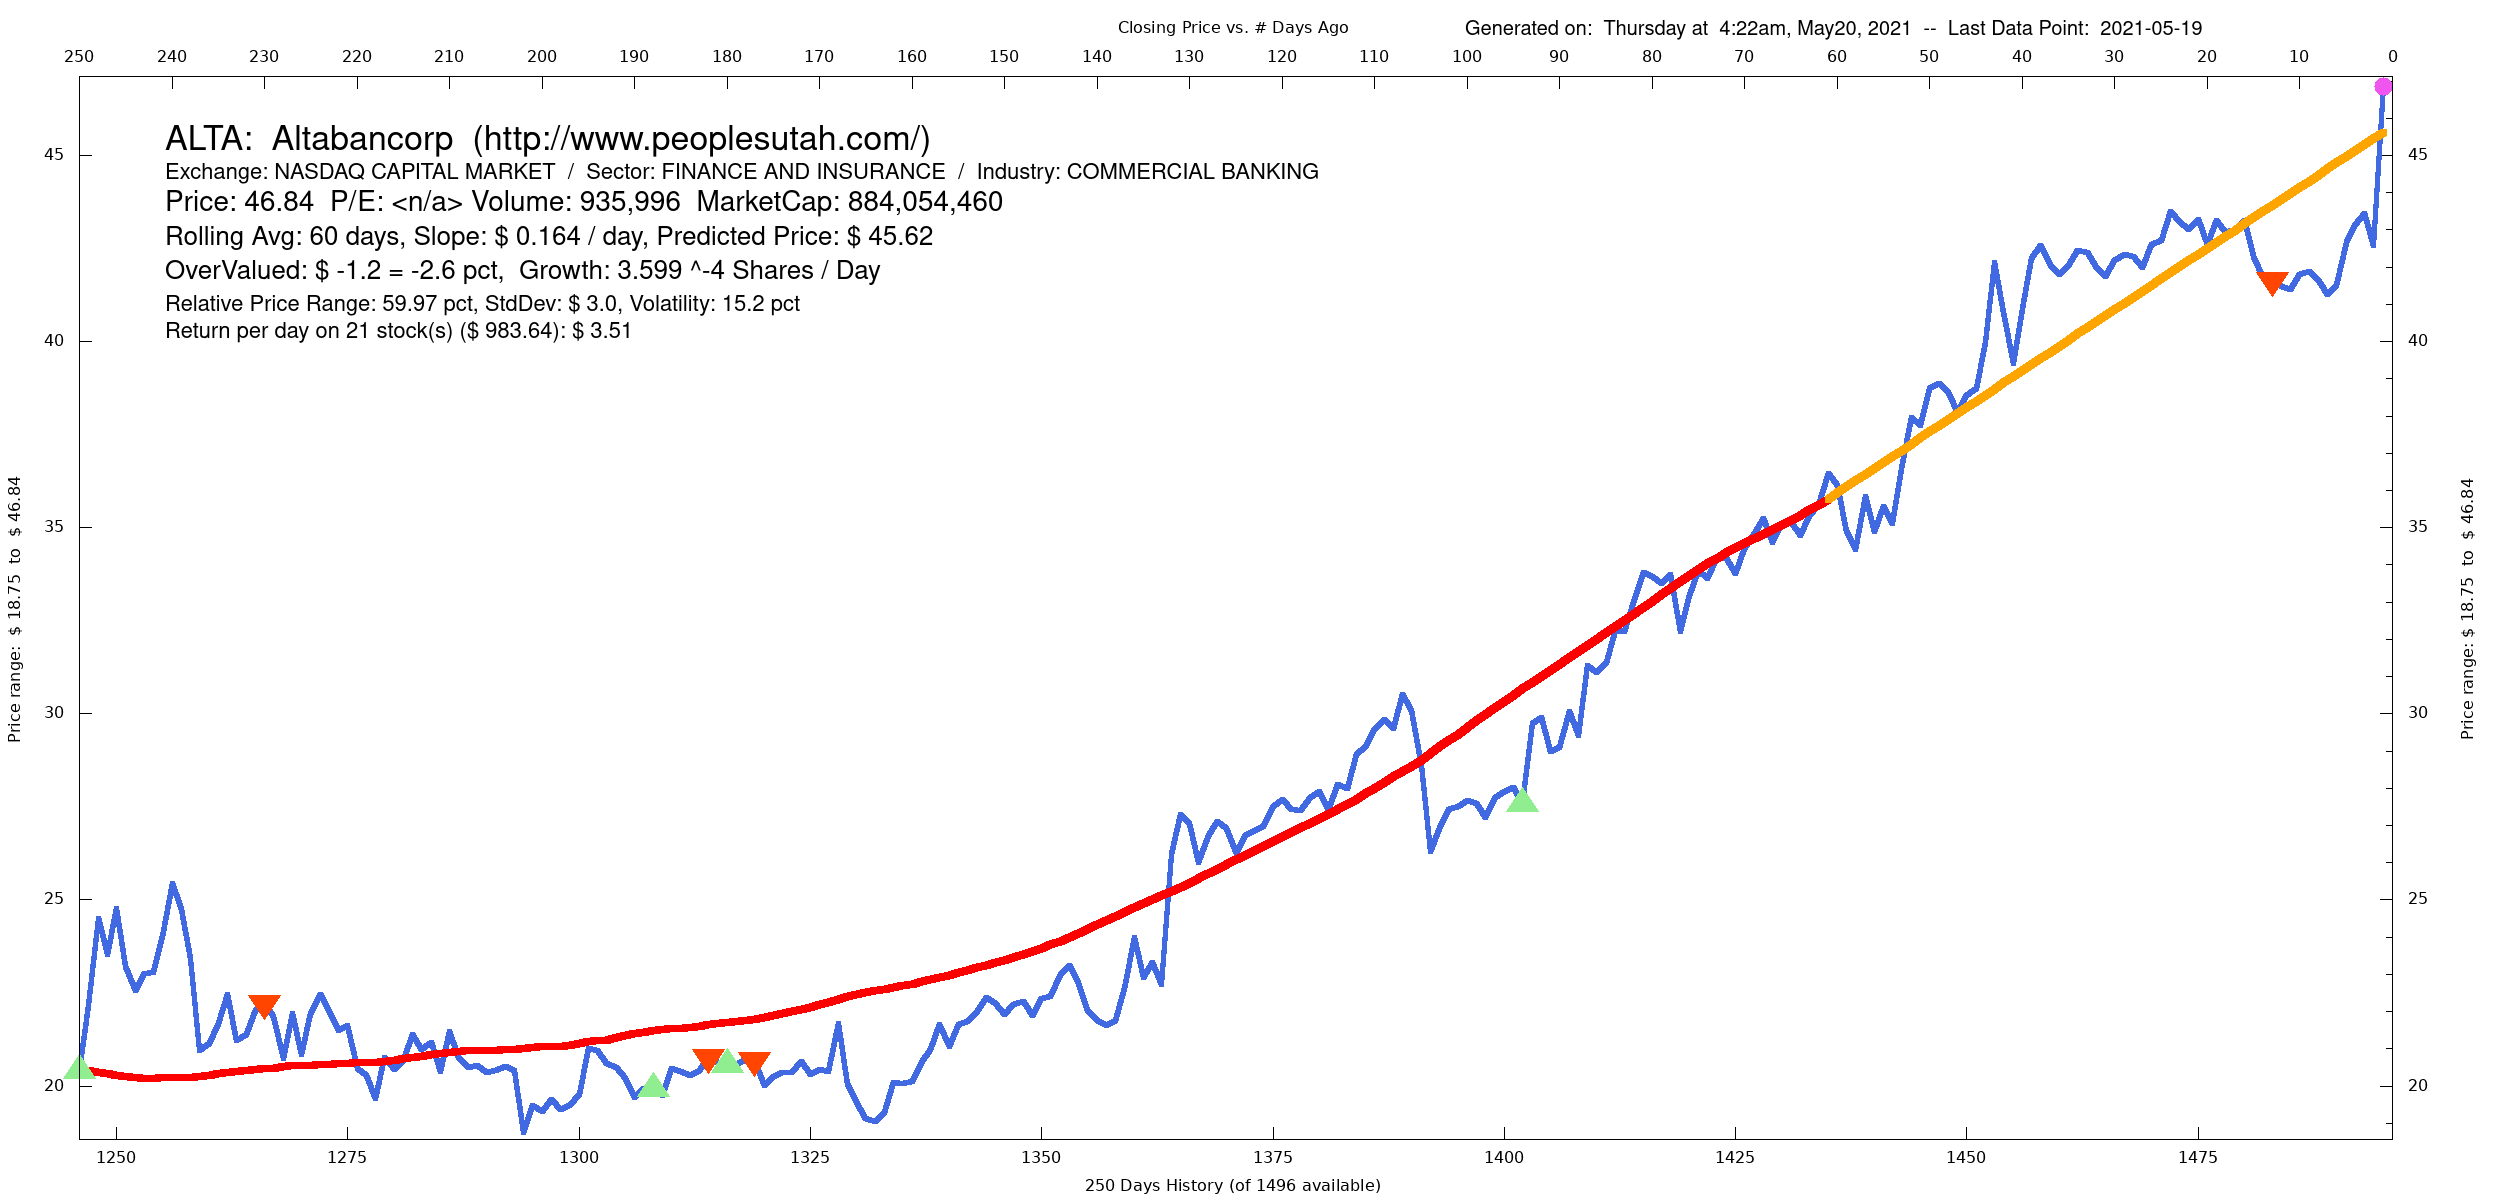 Closing Price vs. # Days Ago
Generated on:  Thursday at  4:22am, May20, 2021  --  Last Data Point:  2021-05-19
250 240 230 220 210 200 190 180 170 160 150 140 130 120 110 100 90 80 70 60 50 40 30 20 10 0
ALTA:  Altabancorp  (http://www.peoplesutah.com/)
Exchange: NASDAQ CAPITAL MARKET  /  Sector: FINANCE AND INSURANCE  /  Industry: COMMERCIAL BANKING
Price: 46.84  P/E: <n/a> Volume: 935,996  MarketCap: 884,054,460
Rolling Avg: 60 days, Slope: $ 0.164 / day, Predicted Price: $ 45.62
OverValued: $ -1.2 = -2.6 pct,  Growth: 3.599 ^-4 Shares / Day
Relative Price Range: 59.97 pct, StdDev: $ 3.0, Volatility: 15.2 pct
Return per day on 21 stock(s) ($ 983.64): $ 3.51
45 45
40 40
35 35
30 30
25 25
20 20
Price range:  $ 18.75  to  $ 46.84
Price range: $ 18.75  to  $ 46.84
1250 1275 1300 1325 1350 1375 1400 1425 1450 1475
250 Days History (of 1496 available)